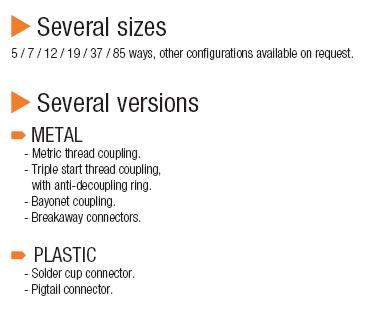 Several sizes
5 / 7 / 12 / 19 / 37 / 85 ways, other configurations available on request.
Several versions
METAL
- Metric thread coupling.
- Triple start thread coupling,
with anti-decoupling ring.
- Bayonet coupling.
- Breakaway connectors.
PLASTIC
- Solder cup connector.
- Pigtail connector.